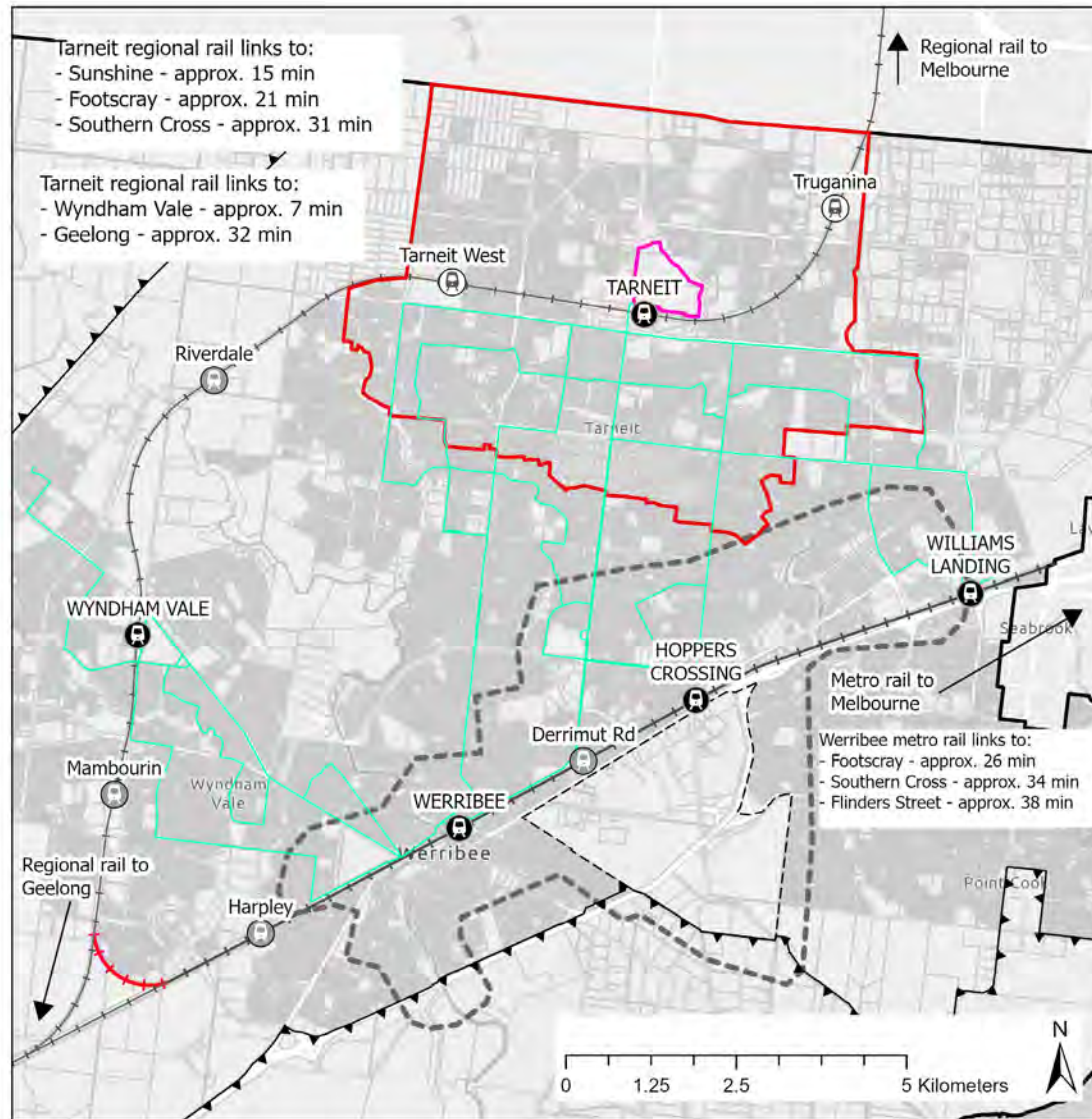 Tarneit regional rail links to:
- Sunshine - approx. 15 min
- Footscray - approx. 21 min
- Southern Cross - approx. 31 min
Regional rail to
Melbourne
Tarneit regional rail links to:
- Wyndham Vale - approx. 7 min
- Geelong - approx. 32 min
Truganina
Tarneit West
TARNEIT
Riverdale
Tarneit
WILLIAMS
LANDING
WYNDHAM VALE
Seabrook
HOPPERS
CROSSING
Metro rail to
Melbourne
Derrimut Rd
Werribee metro rail links to:
- Footscray - approx. 26 min
- Southern Cross - approx. 34 min
- Flinders Street - approx. 38 min
Mambourin
Wyndham
Vale
WERRIBEE
Werribee
Regional rail to
Geelong
Point Cook
Harpley
N
0 1.25 2.5 5 Kilometers